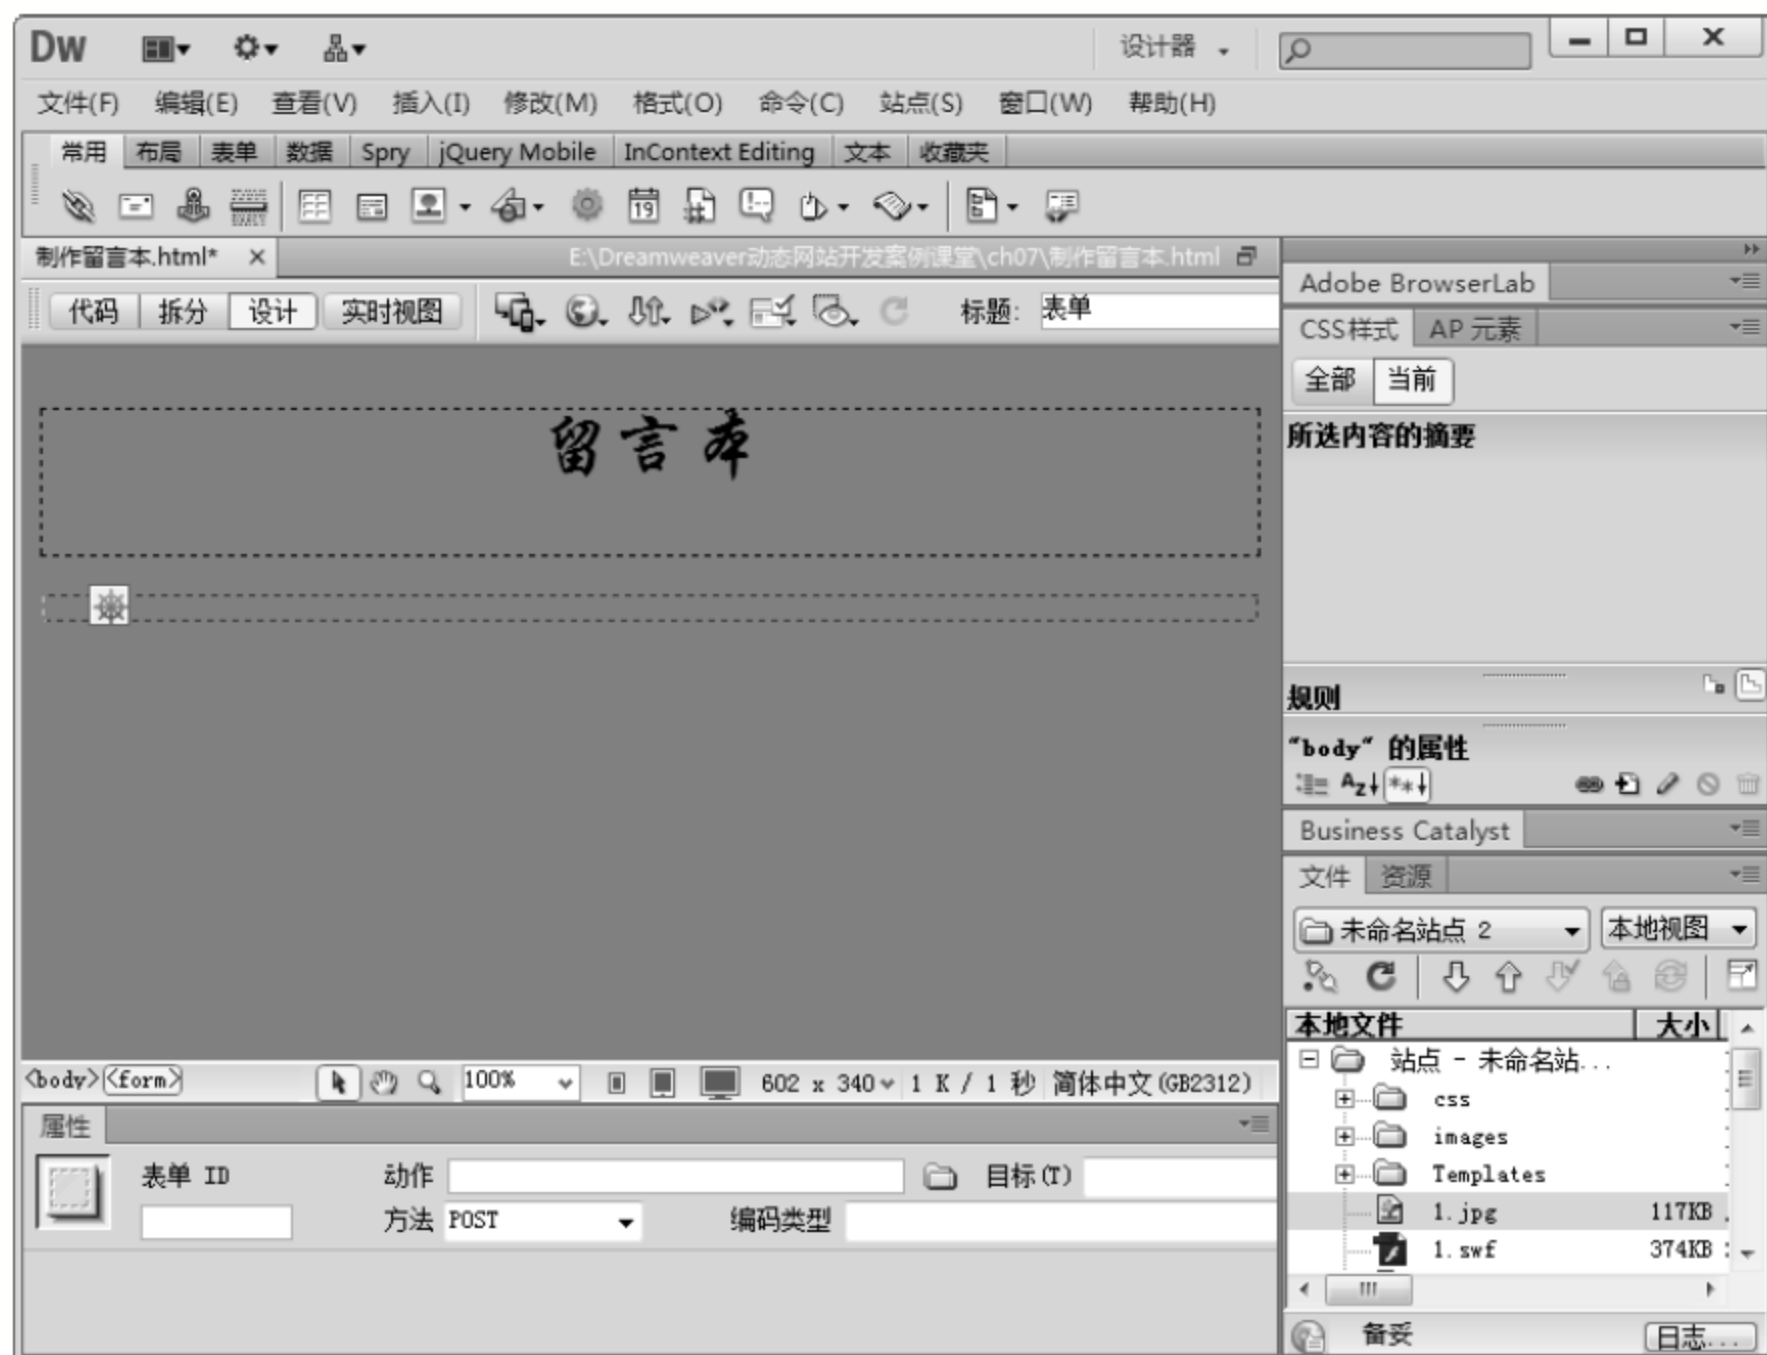 Dw 设计器
文件(F) 编辑(E) 查看(V) 插入(I) 修改(M) 格式(O) 命令(C) 站点(S) 窗口(W) 帮助(H)
常用 布局 表单 数据 Spry jQuery Mobile InContext Editing 文本 收藏夹
19
制作留言本.html* × E:\Dreamweaver动态网站开发案例课堂\ch07\制作留言本.html
代码 拆分 设计 实时视图 标题: 表单
留言本
<body><form> 100% 602 x 340 1 K / 1 秒 简体中文(GB2312)
属性
表单 ID 动作 目标(T)
方法 POST 编码类型
Adobe BrowserLab
CSS样式 AP 元素
全部 当前
所选内容的摘要
规则
"body" 的属性
Az↓ **↓
Business Catalyst
文件 资源
未命名站点 2 本地视图
本地文件 大小
站点 - 未命名站...
css
images
Templates
1.jpg 117KB
1.swf 374KB
备妥 日志...